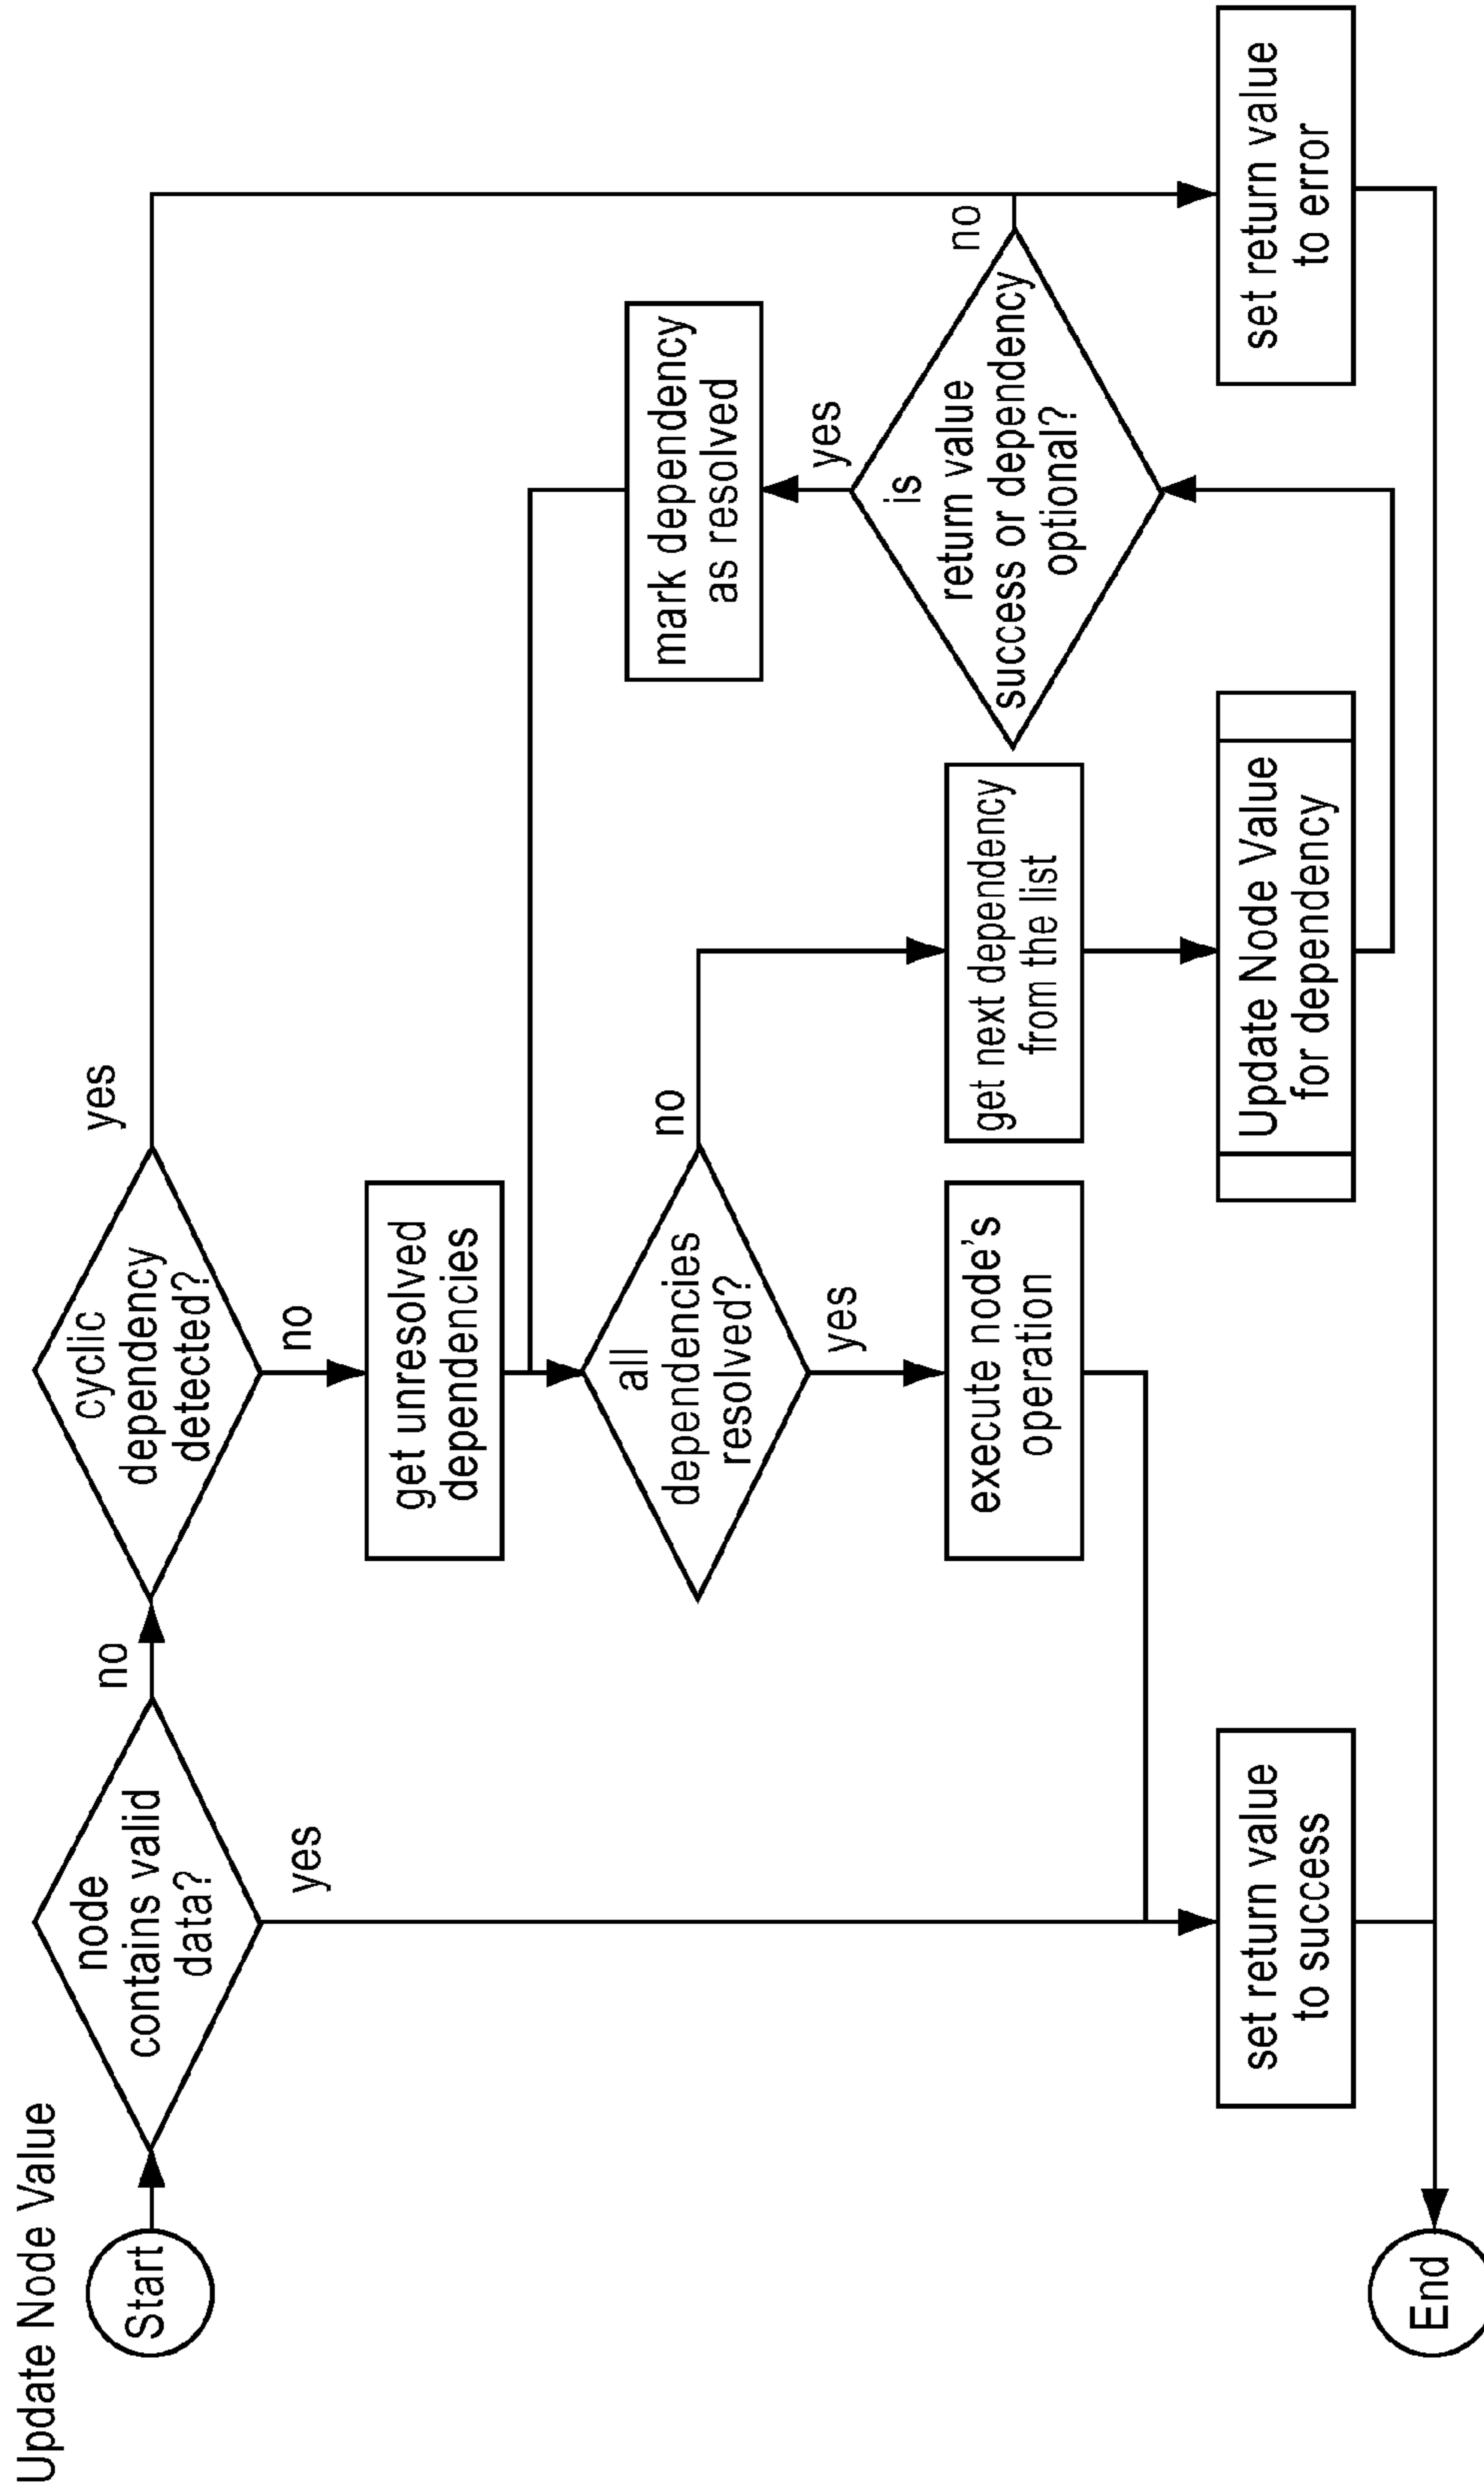 Update Node Value
Start
node
contains valid
data?
no
yes
cyclic
dependency
detected?
yes
no
get unresolved
dependencies
all
dependencies
resolved?
no
yes
execute node's
operation
get next dependency
from the list
Update Node Value
for dependency
is
return value
success or dependency
optional?
yes
no
mark dependency
as resolved
set return value
to success
set return value
to error
End